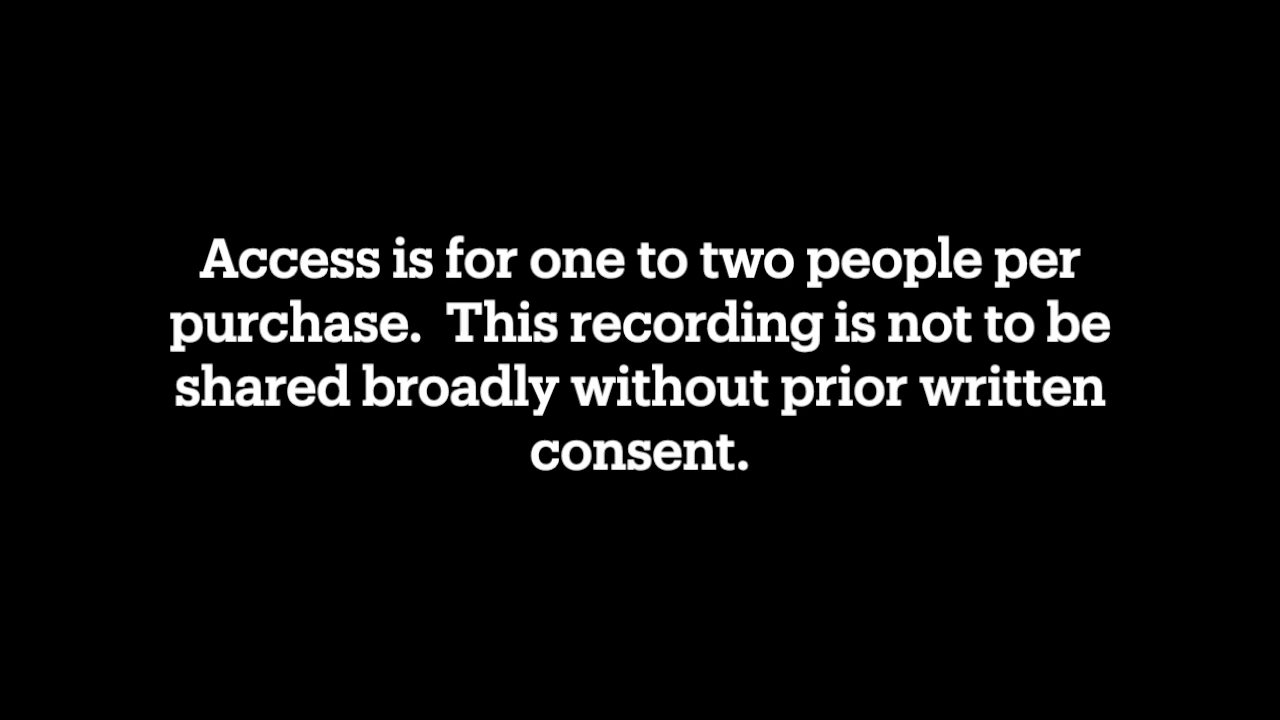 Access is for one to two people per
purchase.  This recording is not to be
shared broadly without prior written
consent.